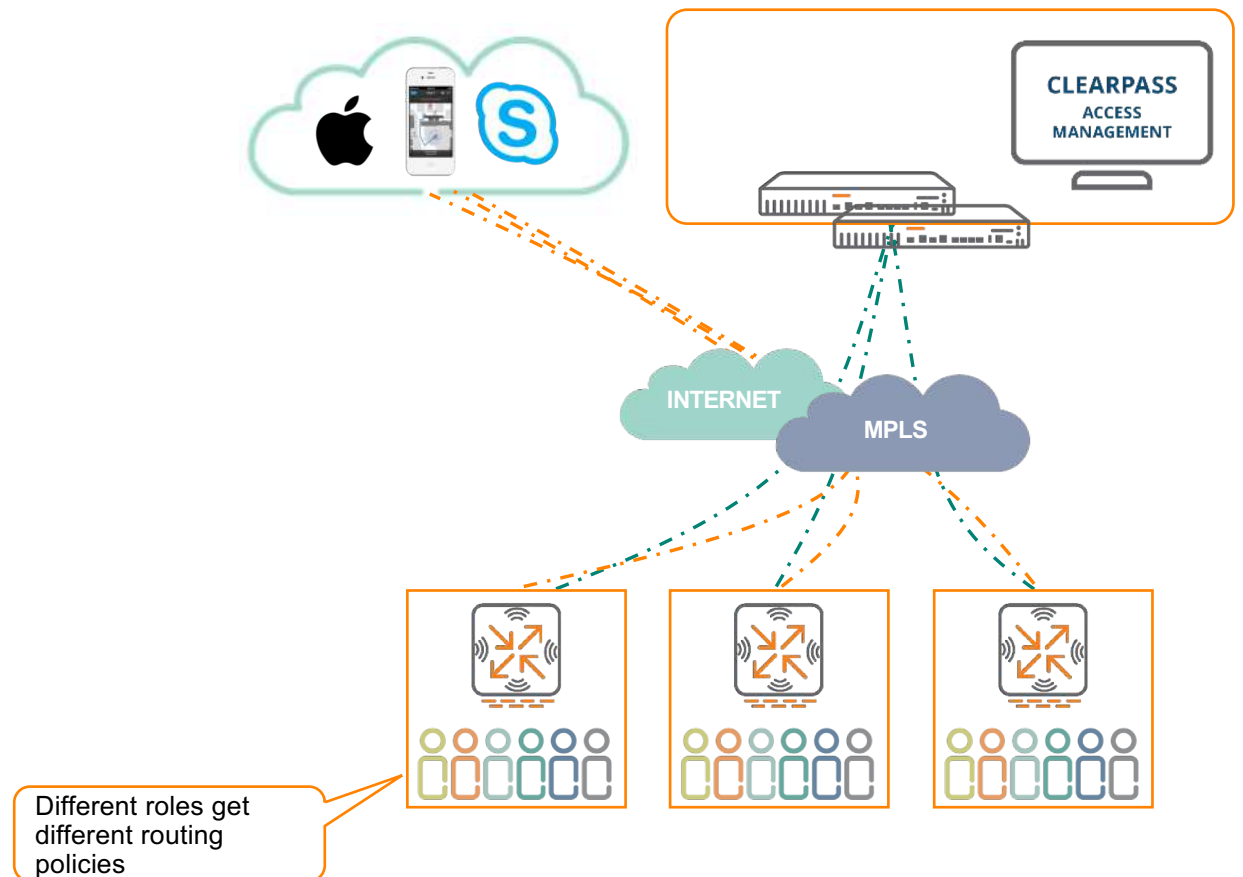 CLEARPASS
ACCESS
MANAGEMENT
S
INTERNET
MPLS
Different roles get
different routing
policies